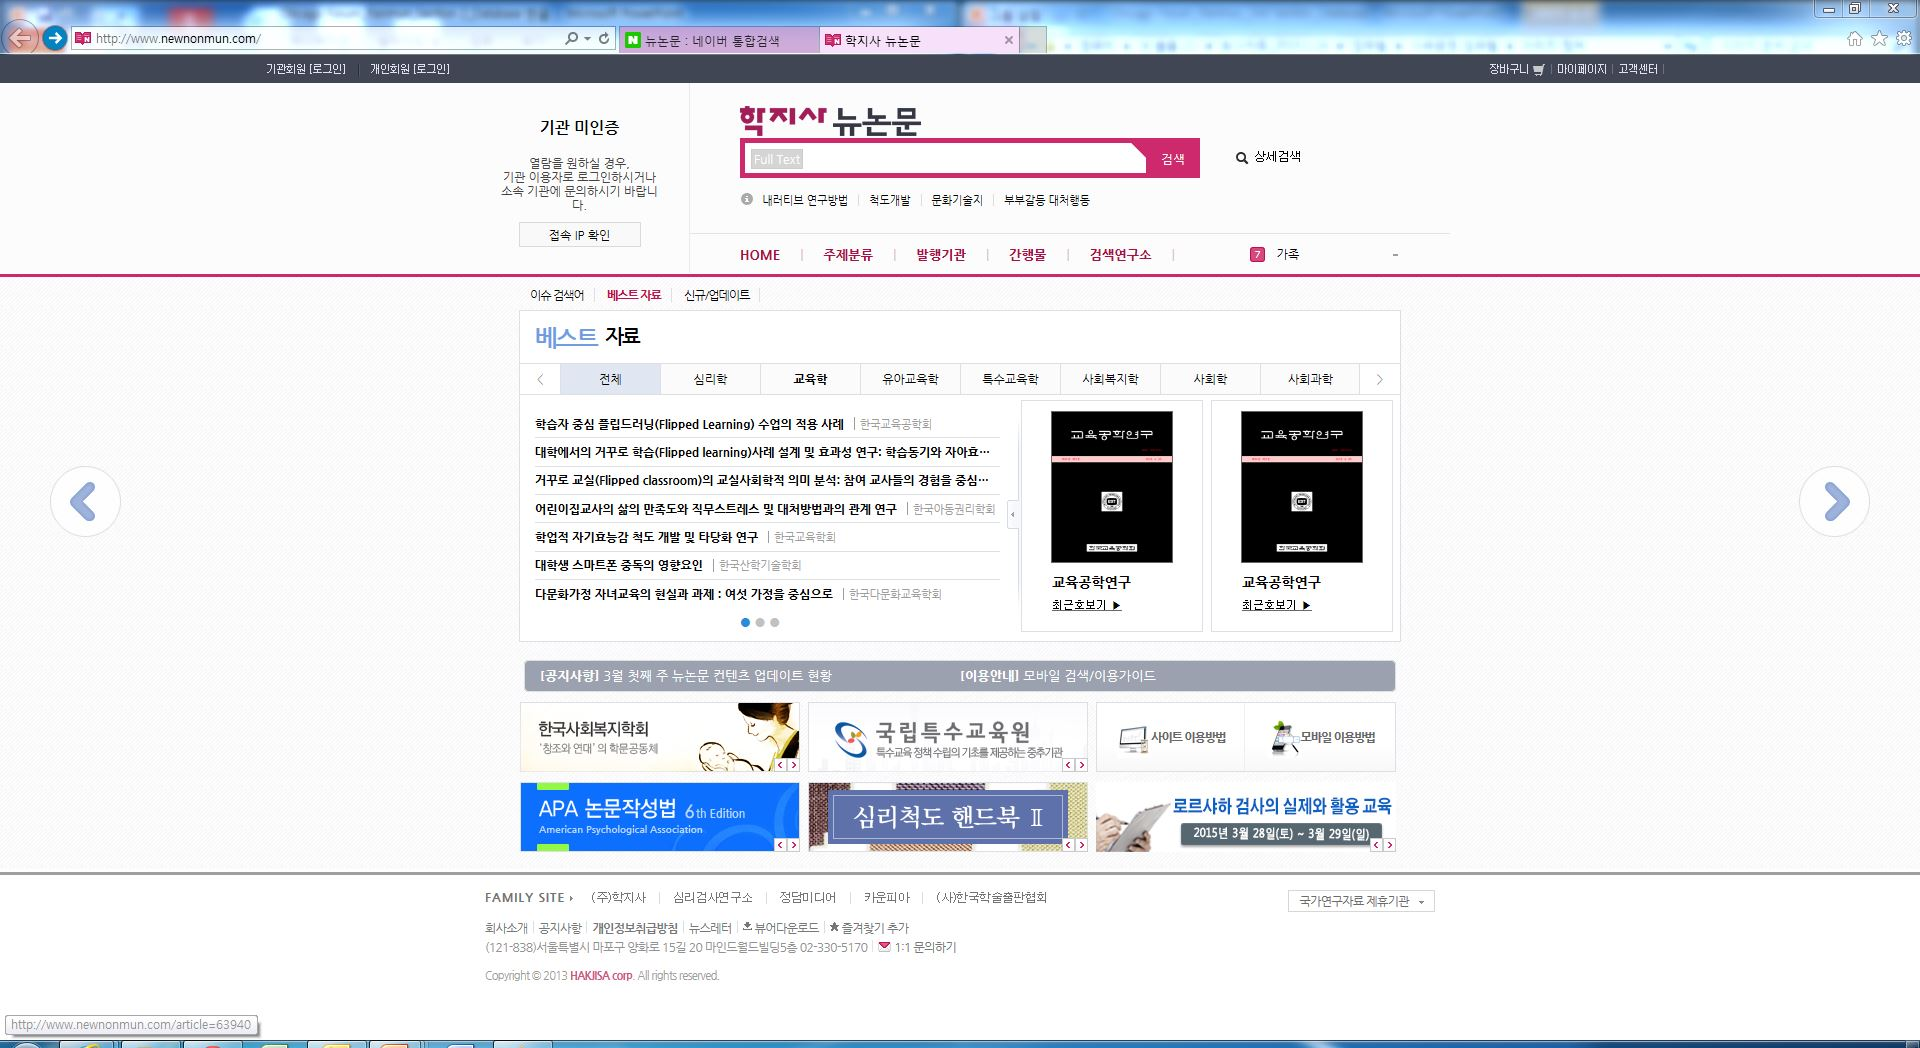 http://www.newnonmun.com/
뉴논문 : 네이버 통합검색
학지사 뉴논문
기관회원 [로그인]
개인회원 [로그인]
장바구니
마이페이지
고객센터
기관 미인증
열람을 원하실 경우,
기관 이용자로 로그인하시거나
소속 기관에 문의하시기 바랍니
다.
접속 IP 확인
학지사 뉴논문
Full Text
검색
상세검색
내러티브 연구방법
척도개발
문화기술지
부부갈등 대처행동
HOME
주제분류
발행기관
간행물
검색연구소
7 가족 -
이슈 검색어
베스트 자료
신규/업데이트
베스트 자료
전체
심리학
교육학
유아교육학
특수교육학
사회복지학
사회학
사회과학
학습자 중심 플립드러닝(Flipped Learning) 수업의 적용 사례 | 한국교육공학회
대학에서의 거꾸로 학습(Flipped learning)사례 설계 및 효과성 연구: 학습동기와 자아효…
거꾸로 교실(Flipped classroom)의 교실사회학적 의미 분석: 참여 교사들의 경험을 중심…
어린이집교사의 삶의 만족도와 직무스트레스 및 대처방법과의 관계 연구 | 한국아동권리학회
학업적 자기효능감 척도 개발 및 타당화 연구 | 한국교육학회
대학생 스마트폰 중독의 영향요인 | 한국산학기술학회
다문화가정 자녀교육의 현실과 과제 : 여섯 가정을 중심으로 | 한국다문화교육학회
교육공학연구
한국교육공학회
교육공학연구
최근호보기 ▶
교육공학연구
한국교육공학회
교육공학연구
최근호보기 ▶
[공지사항] 3월 첫째 주 뉴논문 컨텐츠 업데이트 현황
[이용안내] 모바일 검색/이용가이드
한국사회복지학회
'창조와 연대' 의 학문공동체
국립특수교육원
특수교육 정책 수립의 기초를 제공하는 중추기관
사이트 이용방법
모바일 이용방법
APA 논문작성법 6th Edition
American Psychological Association
심리척도 핸드북 Ⅱ
로르샤하 검사의 실제와 활용 교육
2015년 3월 28일(토) ~ 3월 29일(일)
FAMILY SITE
(주)학지사
심리검사연구소
정담미디어
카운피아
(사)한국학술출판협회
국가연구자료 제휴기관
회사소개
공지사항
개인정보취급방침
뉴스레터
뷰어다운로드
즐겨찾기 추가
(121-838)서울특별시 마포구 양화로 15길 20 마인드월드빌딩5층 02-330-5170
1:1 문의하기
Copyright © 2013 HAKJISA corp. All rights reserved.
http://www.newnonmun.com/article=63940